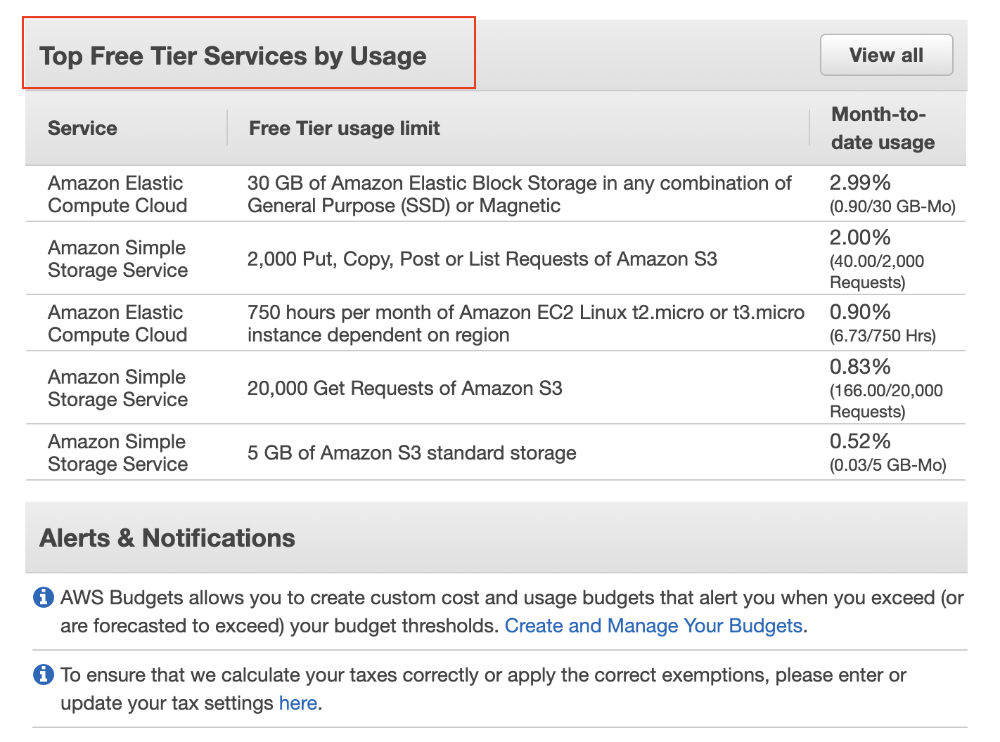 Top Free Tier Services by Usage
View all
Service
Free Tier usage limit
Month-to-
date usage
Amazon Elastic
Compute Cloud
30 GB of Amazon Elastic Block Storage in any combination of
General Purpose (SSD) or Magnetic
2.99%
(0.90/30 GB-Mo)
Amazon Simple
Storage Service
2,000 Put, Copy, Post or List Requests of Amazon S3
2.00%
(40.00/2,000
Requests)
Amazon Elastic
Compute Cloud
750 hours per month of Amazon EC2 Linux t2.micro or t3.micro
instance dependent on region
0.90%
(6.73/750 Hrs)
Amazon Simple
Storage Service
20,000 Get Requests of Amazon S3
0.83%
(166.00/20,000
Requests)
Amazon Simple
Storage Service
5 GB of Amazon S3 standard storage
0.52%
(0.03/5 GB-Mo)
Alerts & Notifications
AWS Budgets allows you to create custom cost and usage budgets that alert you when you exceed (or
are forecasted to exceed) your budget thresholds. Create and Manage Your Budgets.
To ensure that we calculate your taxes correctly or apply the correct exemptions, please enter or
update your tax settings here.